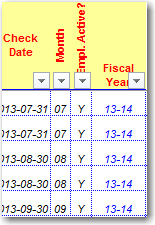 Check Date
Month
Empl. Active?
Fiscal Year
013-07-31 07 Y 13-14
013-07-31 07 Y 13-14
013-08-30 08 Y 13-14
013-08-30 08 Y 13-14
013-09-30 09 Y 13-14